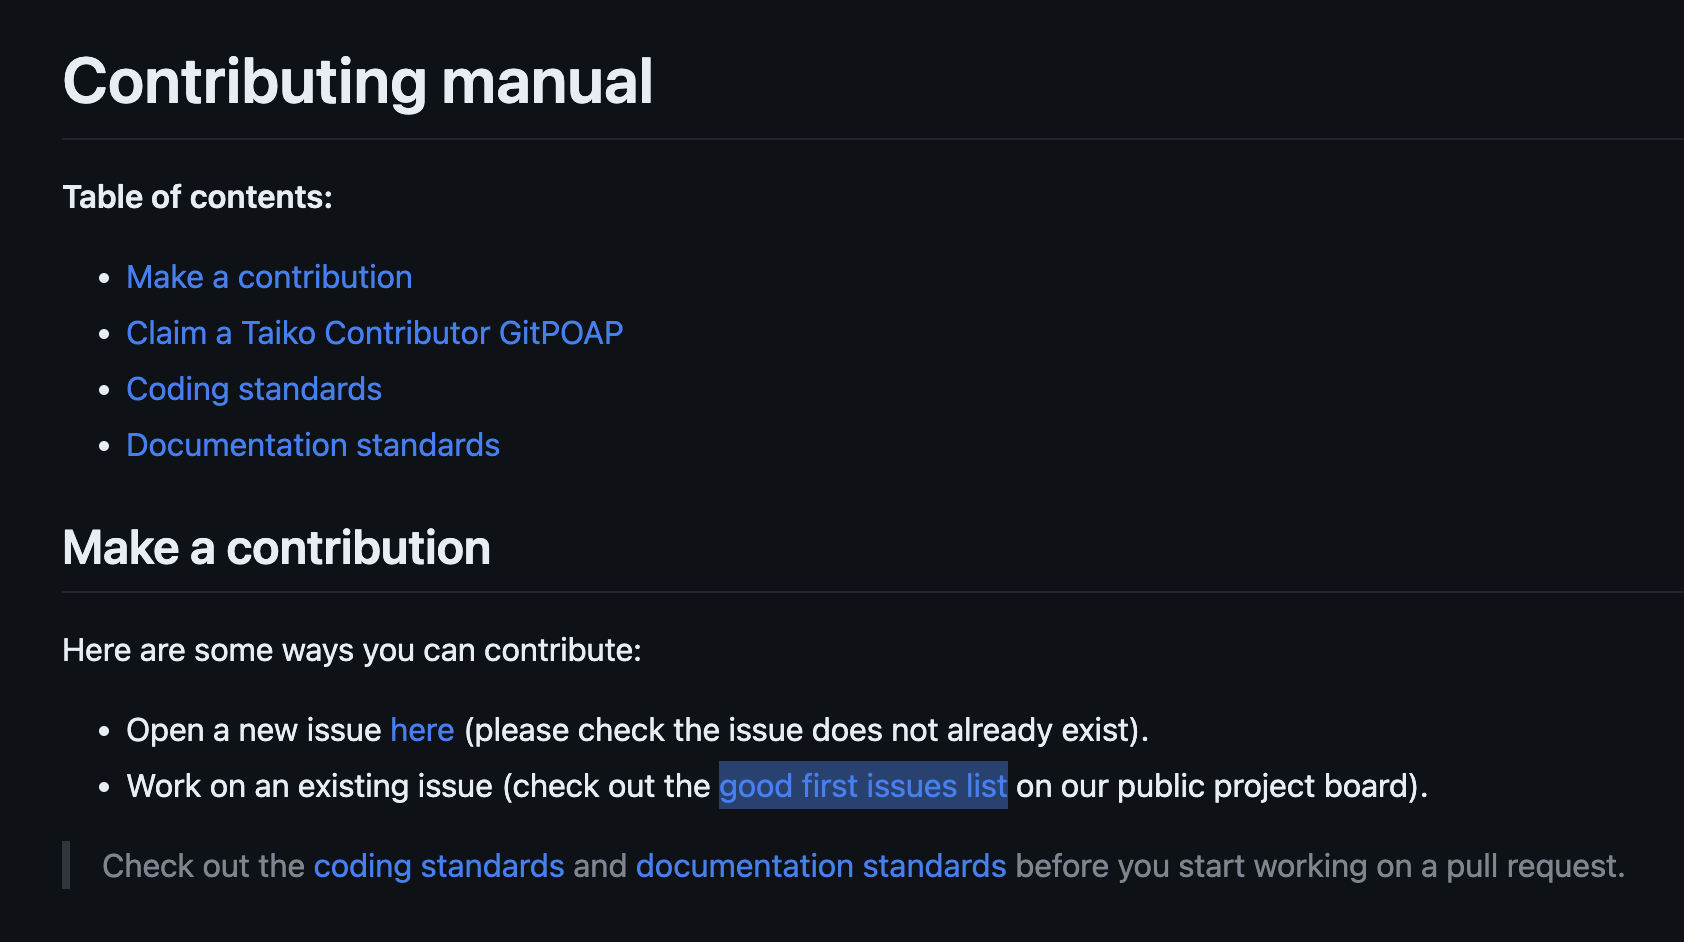 Contributing manual
Table of contents:
Make a contribution
Claim a Taiko Contributor GitPOAP
Coding standards
Documentation standards
Make a contribution
Here are some ways you can contribute:
Open a new issue here (please check the issue does not already exist).
Work on an existing issue (check out the good first issues list on our public project board).
Check out the coding standards and documentation standards before you start working on a pull request.